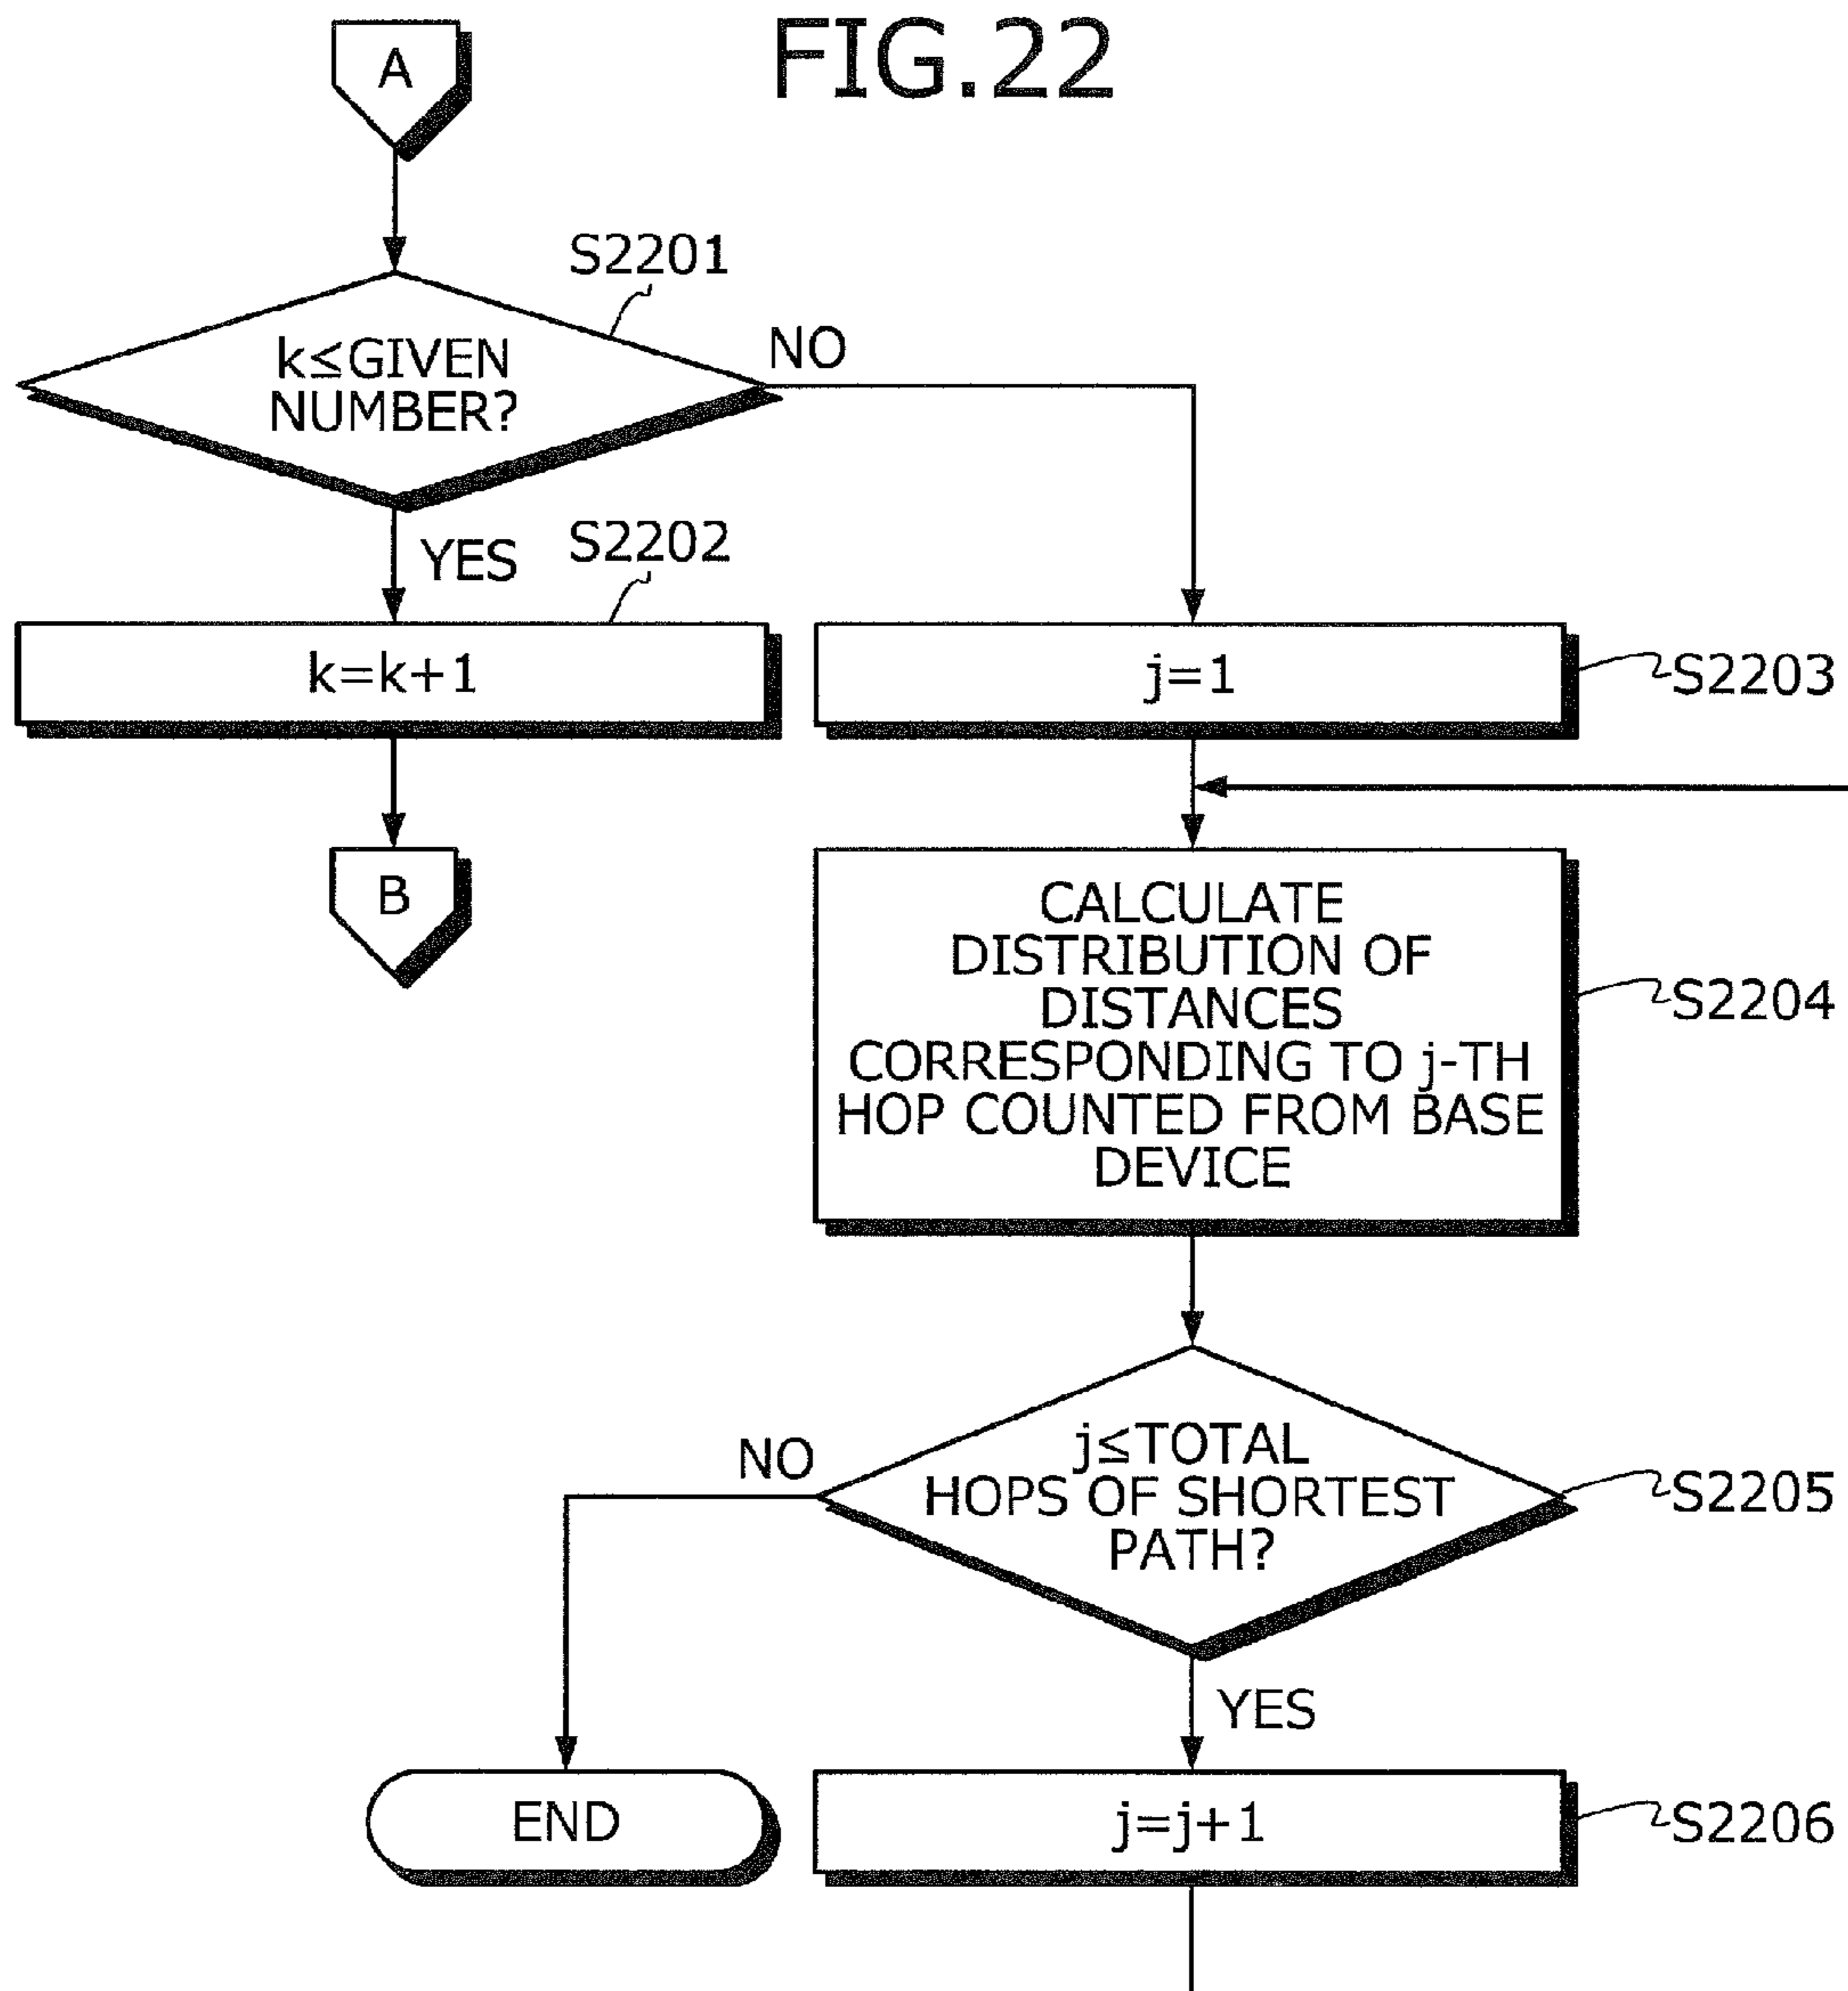 FIG.22
A
S2201
k≤GIVEN
NUMBER?
NO
YES
S2202
k=k+1
j=1
S2203
B
CALCULATE
DISTRIBUTION OF
DISTANCES
CORRESPONDING TO j-TH
HOP COUNTED FROM BASE
DEVICE
S2204
NO
j≤TOTAL
HOPS OF SHORTEST
PATH?
S2205
YES
END
j=j+1
S2206